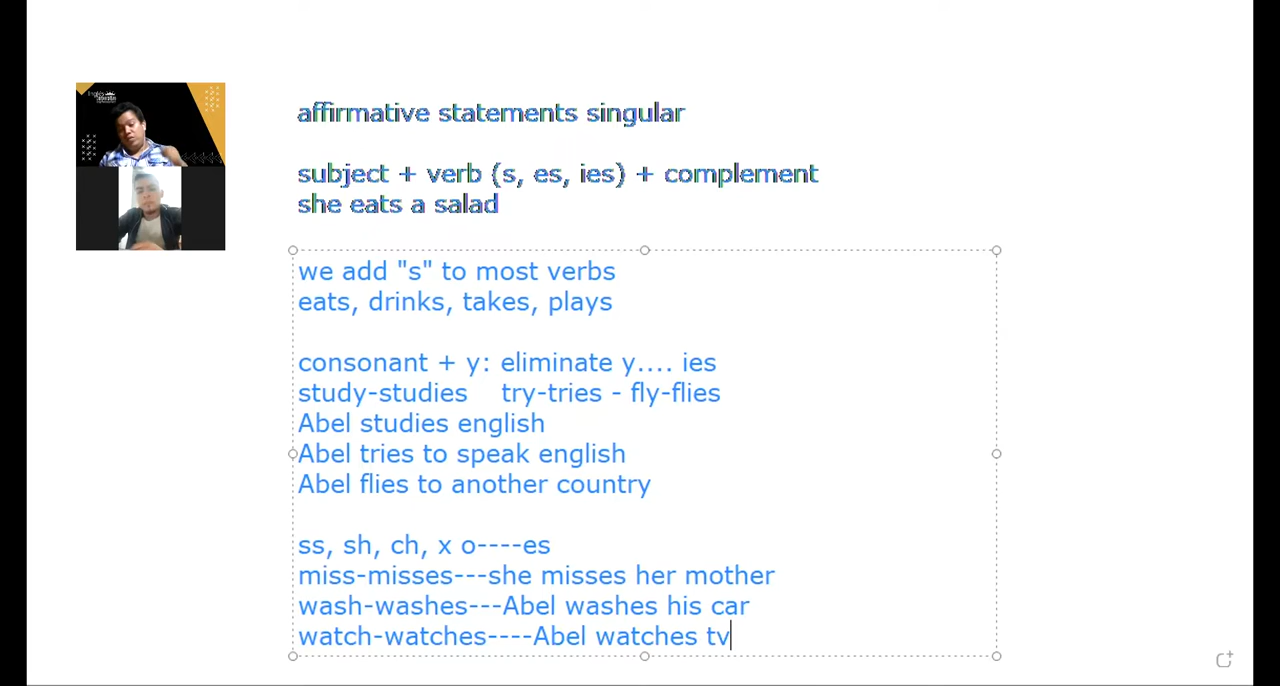 affirmative statements singular
subject + verb (s, es, ies) + complement
she eats a salad
we add "s" to most verbs
eats, drinks, takes, plays
consonant + y: eliminate y.... ies
study-studies    try-tries - fly-flies
Abel studies english
Abel tries to speak english
Abel flies to another country
ss, sh, ch, x o----es
miss-misses---she misses her mother
wash-washes---Abel washes his car
watch-watches----Abel watches tv